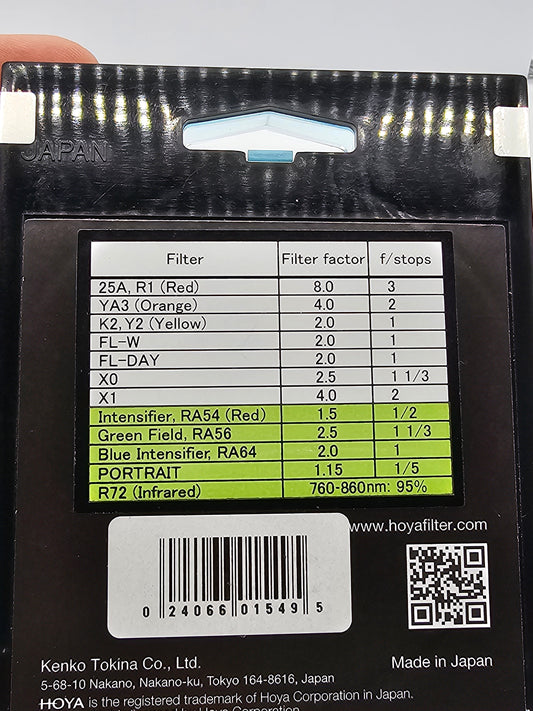 JAPAN
Filter Filter factor f/stops
25A, R1 (Red) 8.0 3
YA3 (Orange) 4.0 2
K2, Y2 (Yellow) 2.0 1
FL-W 2.0 1
FL-DAY 2.0 1
X0 2.5 1 1/3
X1 4.0 2
Intensifier, RA54 (Red) 1.5 1/2
Green Field, RA56 2.5 1 1/3
Blue Intensifier, RA64 2.0 1
PORTRAIT 1.15 1/5
R72 (Infrared) 760-860nm: 95%
www.hoyafilter.com
0 24066 01549 5
Kenko Tokina Co., Ltd. Made in Japan
5-68-10 Nakano, Nakano-ku, Tokyo 164-8616, Japan
HOYA is the registered trademark of Hoya Corporation in Japan.